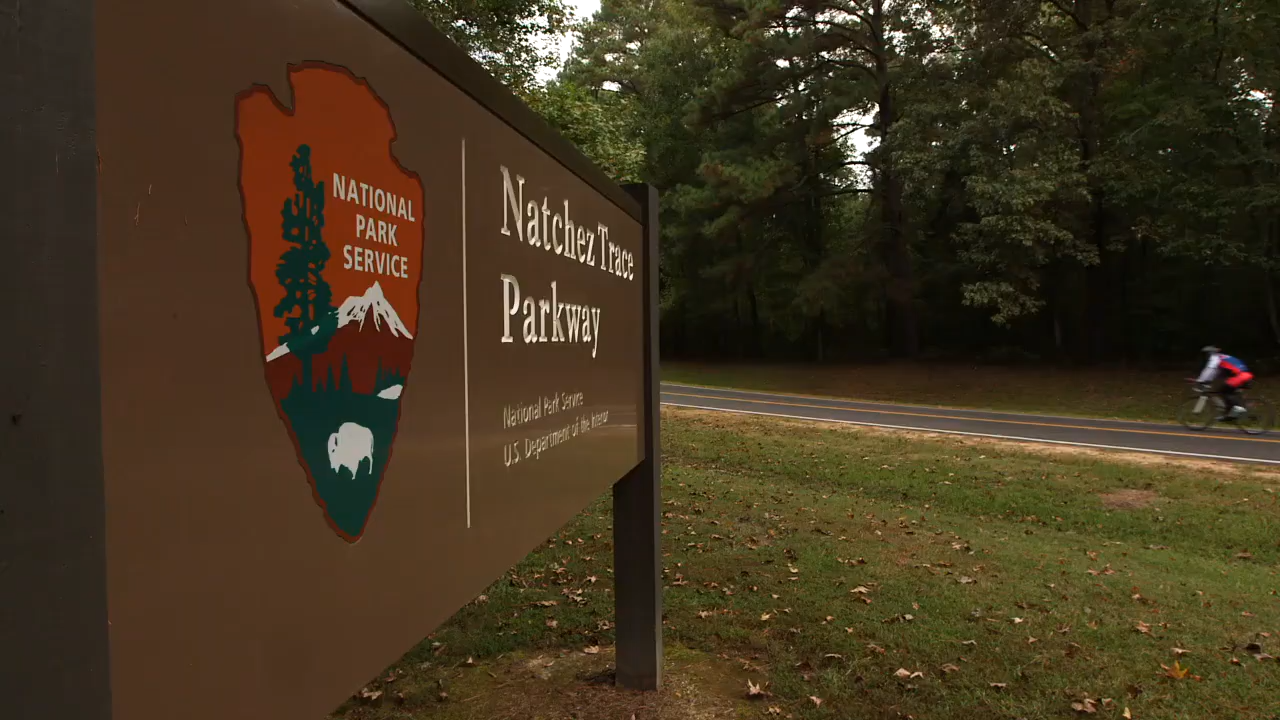 NATIONAL
PARK
SERVICE
Natchez Trace
Parkway
National Park Service
U.S. Department of the Interior